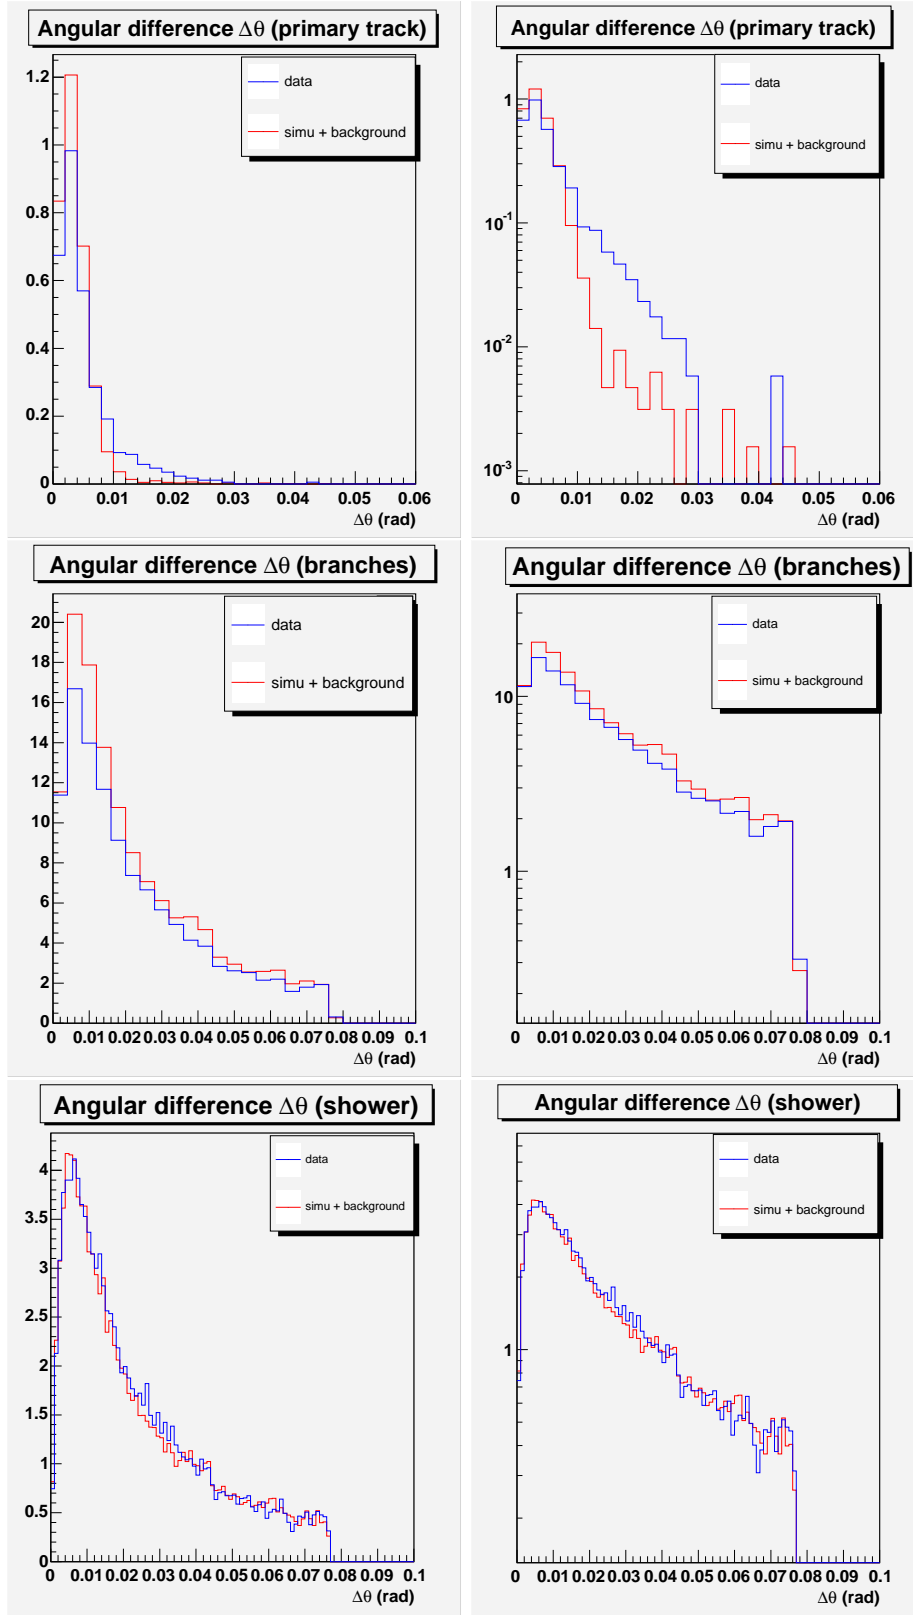 Angular difference Δθ (primary track)
data
simu + background
1.2
1
0.8
0.6
0.4
0.2
0
0 0.01 0.02 0.03 0.04 0.05 0.06
Δθ (rad)
Angular difference Δθ (primary track)
data
simu + background
1
10-1
10-2
10-3
0 0.01 0.02 0.03 0.04 0.05 0.06
Δθ (rad)
Angular difference Δθ (branches)
data
simu + background
20
18
16
14
12
10
8
6
4
2
0
0 0.01 0.02 0.03 0.04 0.05 0.06 0.07 0.08 0.09 0.1
Δθ (rad)
Angular difference Δθ (branches)
data
simu + background
10
1
0 0.01 0.02 0.03 0.04 0.05 0.06 0.07 0.08 0.09 0.1
Δθ (rad)
Angular difference Δθ (shower)
data
simu + background
4
3.5
3
2.5
2
1.5
1
0.5
0
0 0.01 0.02 0.03 0.04 0.05 0.06 0.07 0.08 0.09 0.1
Δθ (rad)
Angular difference Δθ (shower)
data
simu + background
1
0 0.01 0.02 0.03 0.04 0.05 0.06 0.07 0.08 0.09 0.1
Δθ (rad)